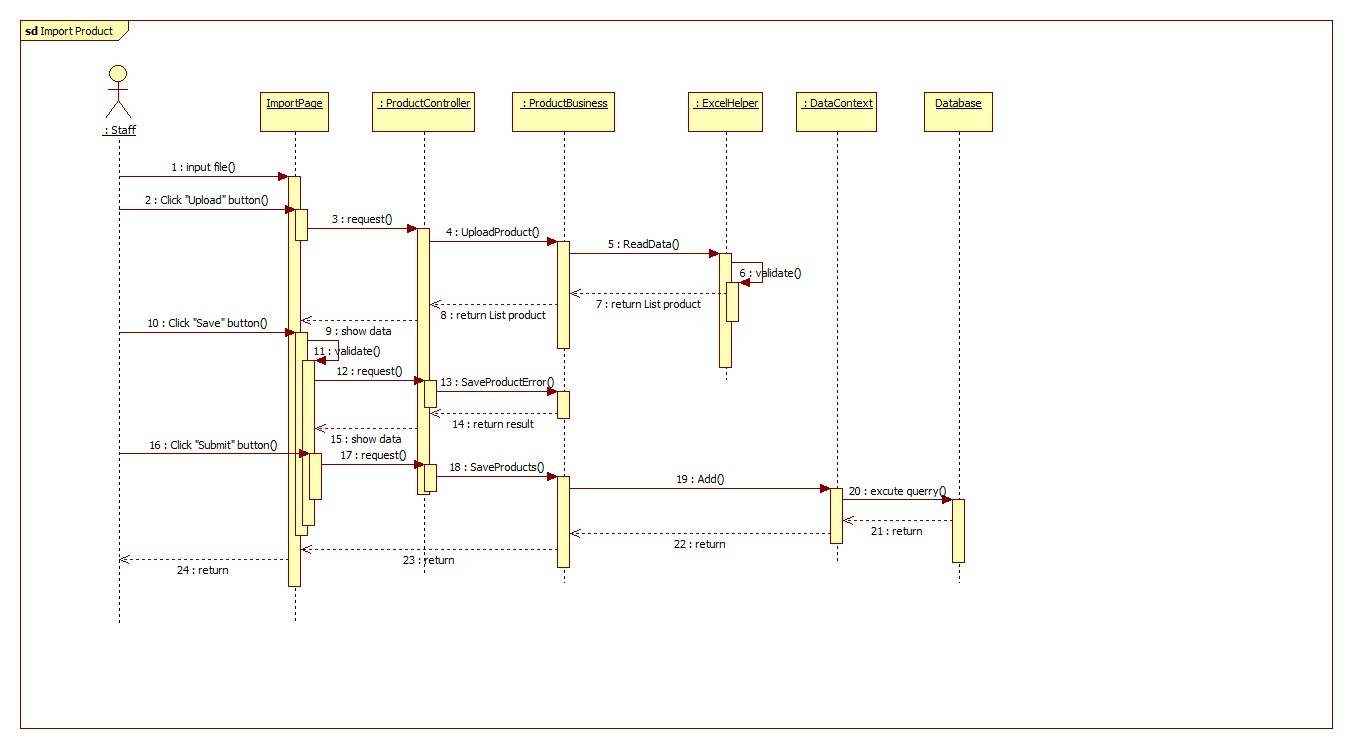 sd Import Product
: Staff
ImportPage
: ProductController
: ProductBusiness
: ExcelHelper
: DataContext
Database
1 : input file()
2 : Click "Upload" button()
3 : request()
4 : UploadProduct()
5 : ReadData()
6 : validate()
7 : return List product
8 : return List product
9 : show data
10 : Click "Save" button()
11 : validate()
12 : request()
13 : SaveProductError()
14 : return result
15 : show data
16 : Click "Submit" button()
17 : request()
18 : SaveProducts()
19 : Add()
20 : excute querry()
21 : return
22 : return
23 : return
24 : return